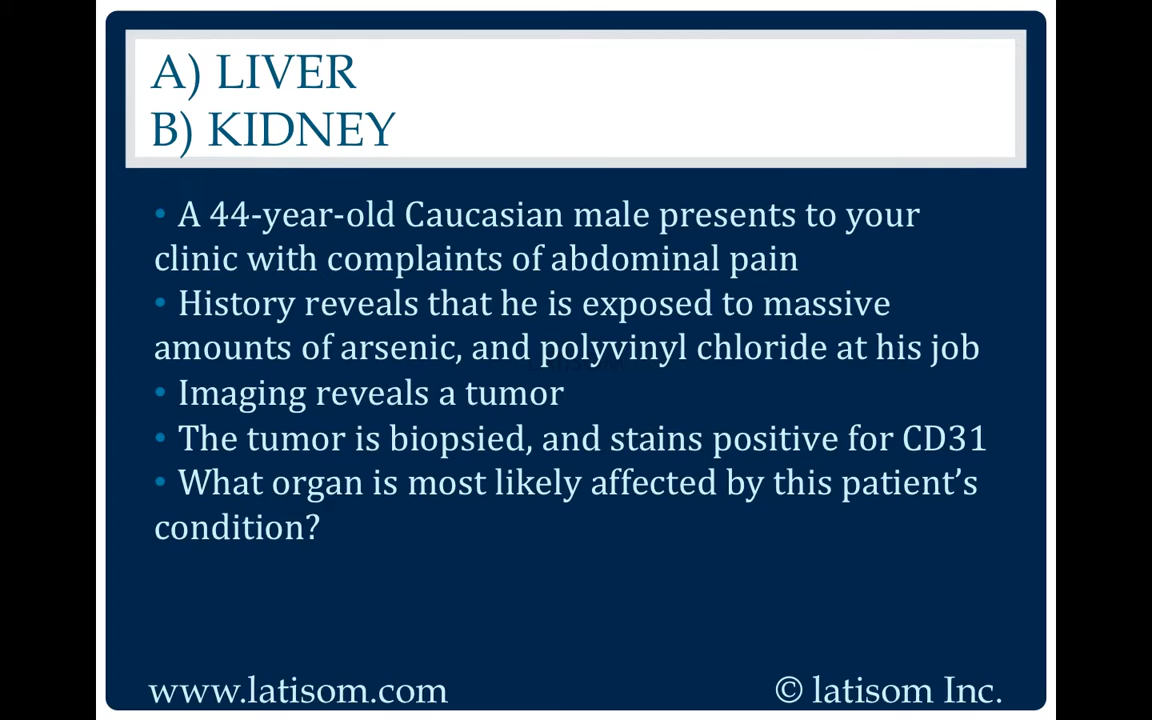 A) LIVER
B) KIDNEY
• A 44-year-old Caucasian male presents to your
clinic with complaints of abdominal pain
• History reveals that he is exposed to massive
amounts of arsenic, and polyvinyl chloride at his job
• Imaging reveals a tumor
• The tumor is biopsied, and stains positive for CD31
• What organ is most likely affected by this patient’s
condition?
www.latisom.com
© latisom Inc.